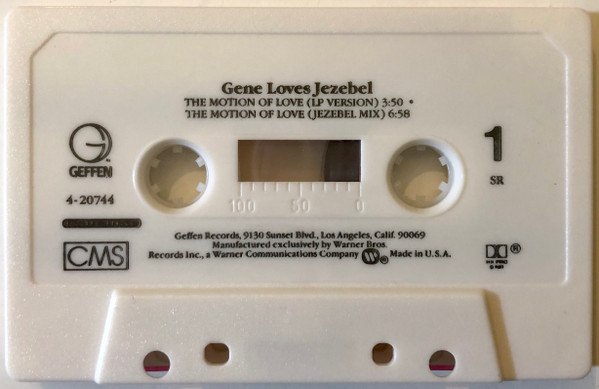 Gene Loves Jezebel
THE MOTION OF LOVE (LP VERSION) 3:50 •
THE MOTION OF LOVE (JEZEBEL MIX) 6:58
GEFFEN
4-20744
CMS
1
SR
100 50 0
Geffen Records, 9130 Sunset Blvd., Los Angeles, Calif. 90069
Manufactured exclusively by Warner Bros.
Records Inc., a Warner Communications Company W ® Made in U.S.A.
®
HX PRO